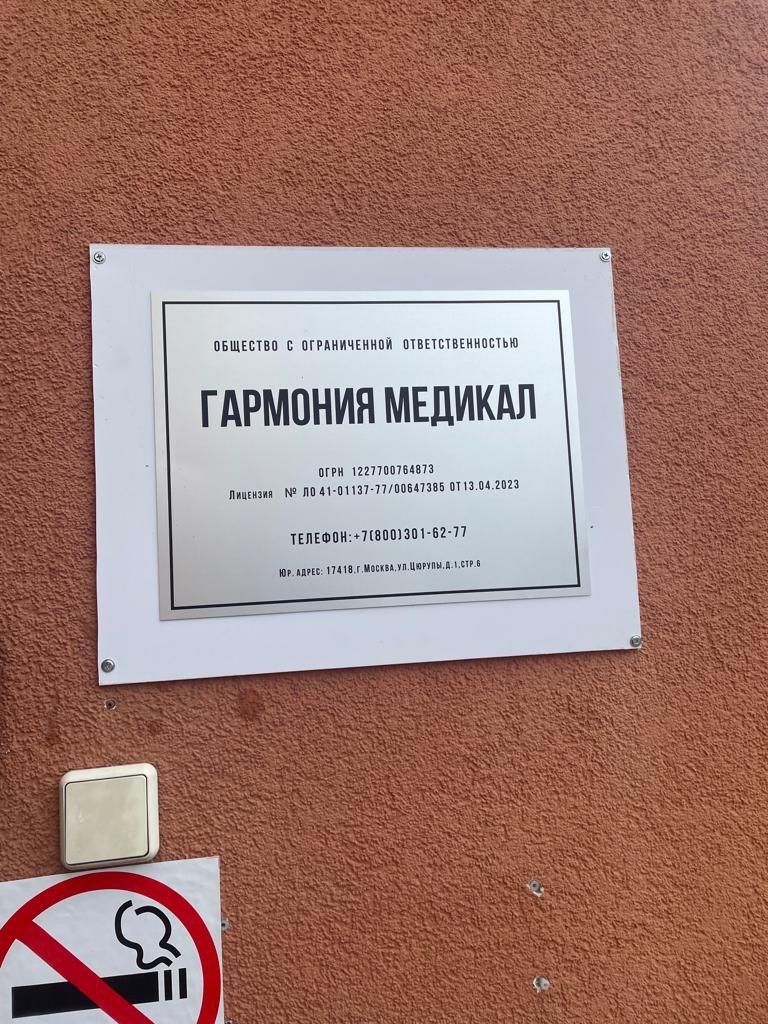 ОБЩЕСТВО С ОГРАНИЧЕННОЙ ОТВЕТСТВЕННОСТЬЮ
ГАРМОНИЯ МЕДИКАЛ
ОГРН 1227700764873
Лицензия № ЛО 41-01137-77/00647385 ОТ13.04.2023
ТЕЛЕФОН:+7(800)301-62-77
Юр. адрес: 17418,г.Москва,ул.Цюрупы,д.1,стр.6